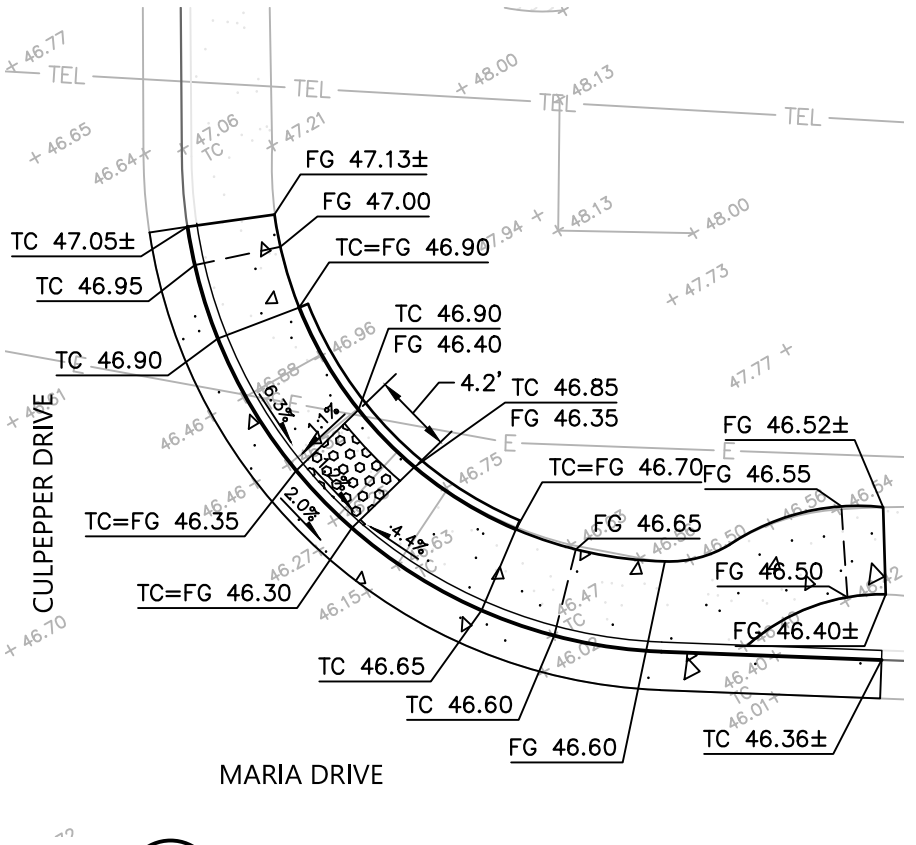 46.77
TEL
TEL
TEL
TEL
48.00
48.13
46.65
46.64
47.06
TC
47.21
FG 47.13±
FG 47.00
TC 47.05±
TC=FG 46.90
47.94
48.13
48.00
TC 46.95
47.73
TC 46.90
FG 46.40
46.96
4.2'
TC 46.85
FG 46.35
TC 46.90
E
E
46.88
47.77
6.3%
1.1%
46.46
FG 46.52±
E
E
CULPEPPER DRIVE
46.46
46.75
TC=FG 46.70
FG 46.55
46.54
46.56
TC=FG 46.35
2.0%
4.4%
FG 46.65
46.50
46.27
TC
FG 46.50
TC=FG 46.30
46.15
46.47
TC
FG 46.40±
46.70
46.02
TC 46.65
46.40
TC
46.01
TC 46.60
FG 46.60
TC 46.36±
MARIA DRIVE